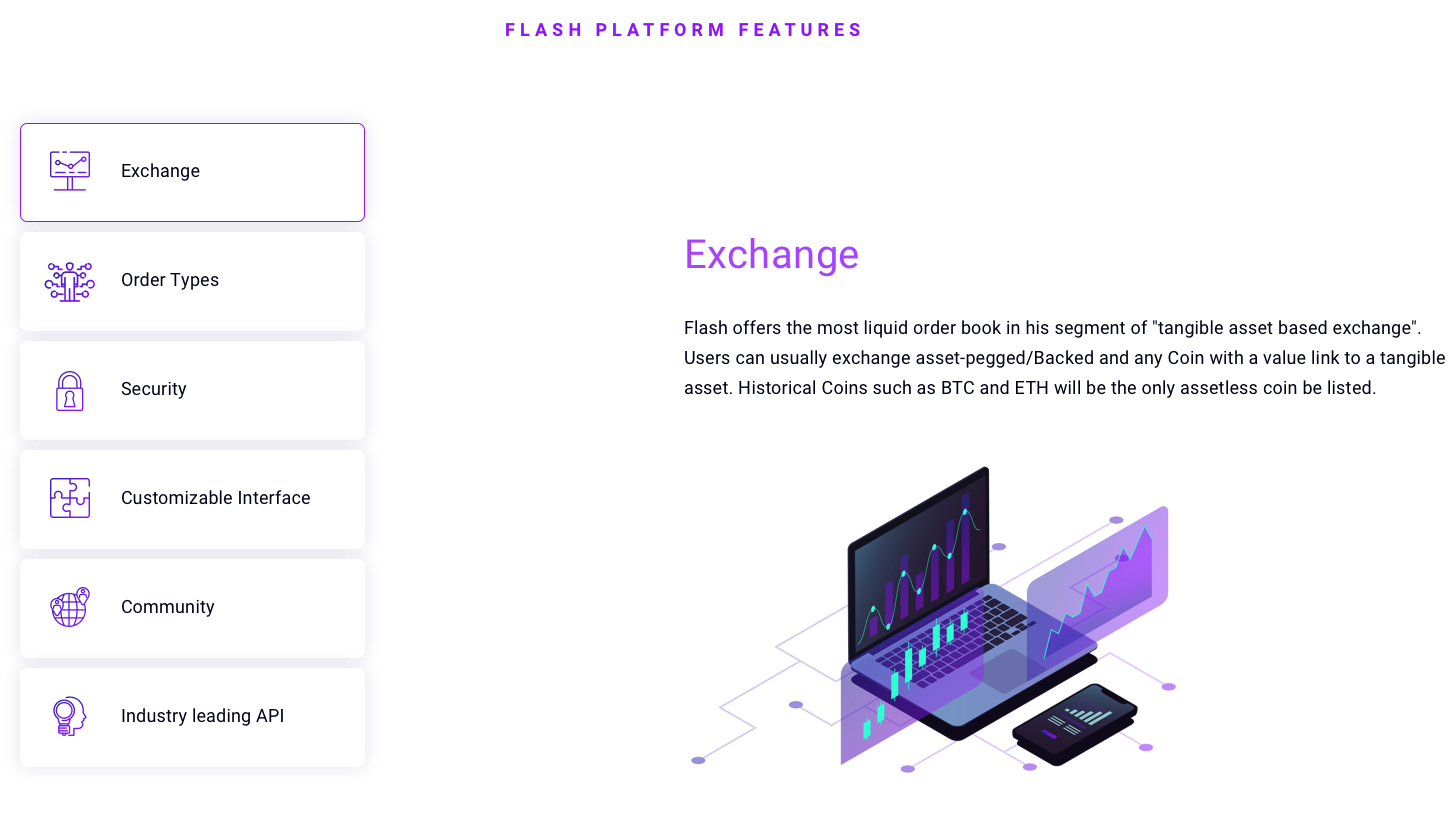 FLASH PLATFORM FEATURES
Exchange
Order Types
Security
Customizable Interface
Community
Industry leading API
Exchange
Flash offers the most liquid order book in his segment of "tangible asset based exchange".
Users can usually exchange asset-pegged/Backed and any Coin with a value link to a tangible
asset. Historical Coins such as BTC and ETH will be the only assetless coin be listed.